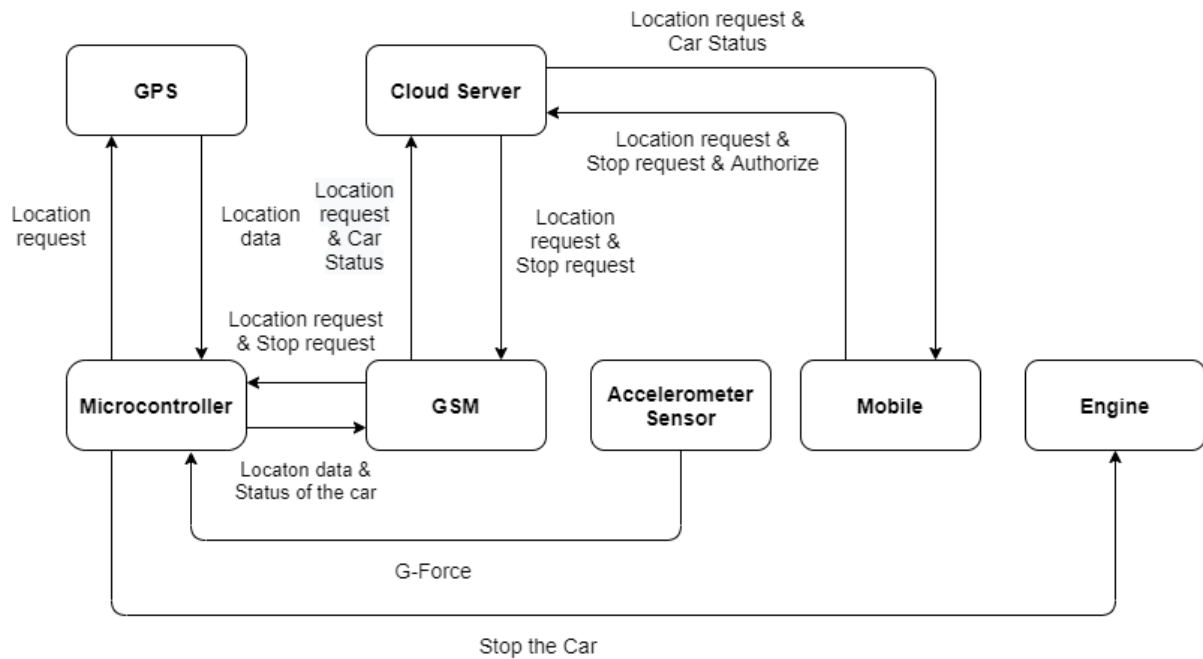 Location request &
Car Status
GPS
Cloud Server
Location request &
Stop request & Authorize
Location
request
Location
data
Location
request
& Car
Status
Location
request &
Stop request
Location request
& Stop request
Microcontroller
GSM
Accelerometer
Sensor
Mobile
Engine
Locaton data &
Status of the car
G-Force
Stop the Car